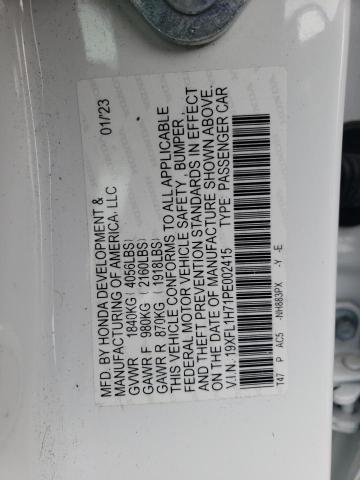 MFD. BY HONDA DEVELOPMENT & 01/'23
MANUFACTURING OF AMERICA, LLC
GVWR 1840KG(4056LBS)
GAWR F 980KG (2160LBS)
GAWR R 870KG (1918LBS)
THIS VEHICLE CONFORMS TO ALL APPLICABLE
FEDERAL MOTOR VEHICLE SAFETY, BUMPER,
AND THEFT PREVENTION STANDARDS IN EFFECT
ON THE DATE OF MANUFACTURE SHOWN ABOVE.
V.I.N. 19XFL1H71PE002415 TYPE PASSENGER CAR
T47 P AC5 -NH883PX -Y -E